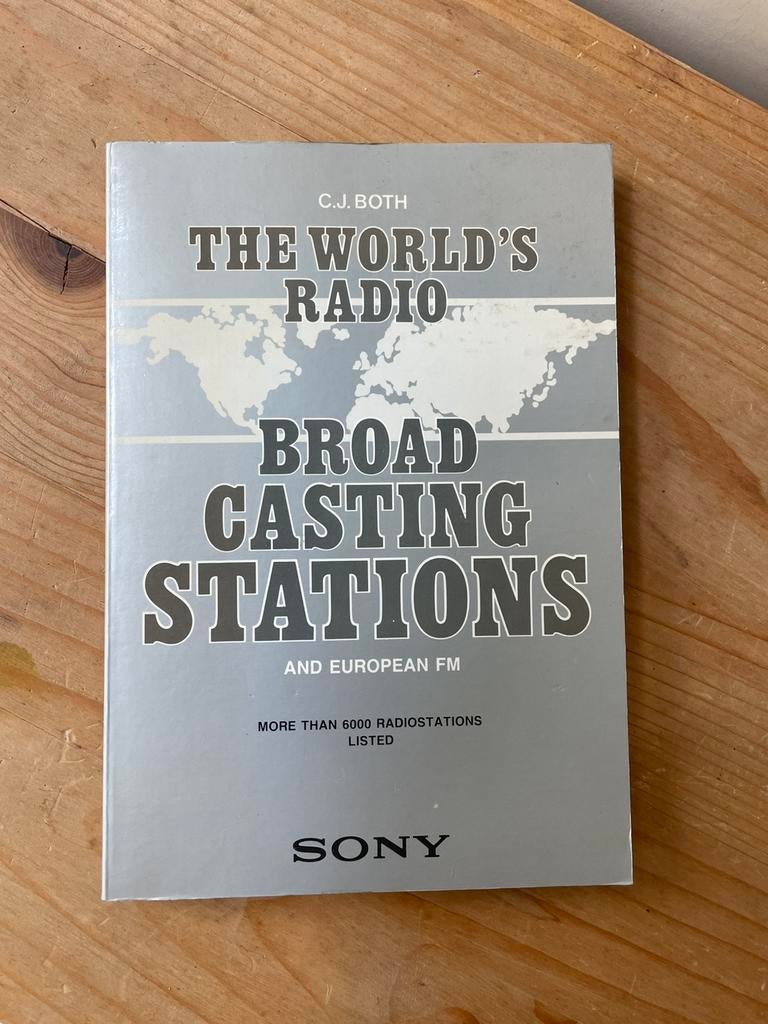 C.J. BOTH
THE WORLD'S
RADIO
BROAD
CASTING
STATIONS
AND EUROPEAN FM
MORE THAN 6000 RADIOSTATIONS
LISTED
SONY